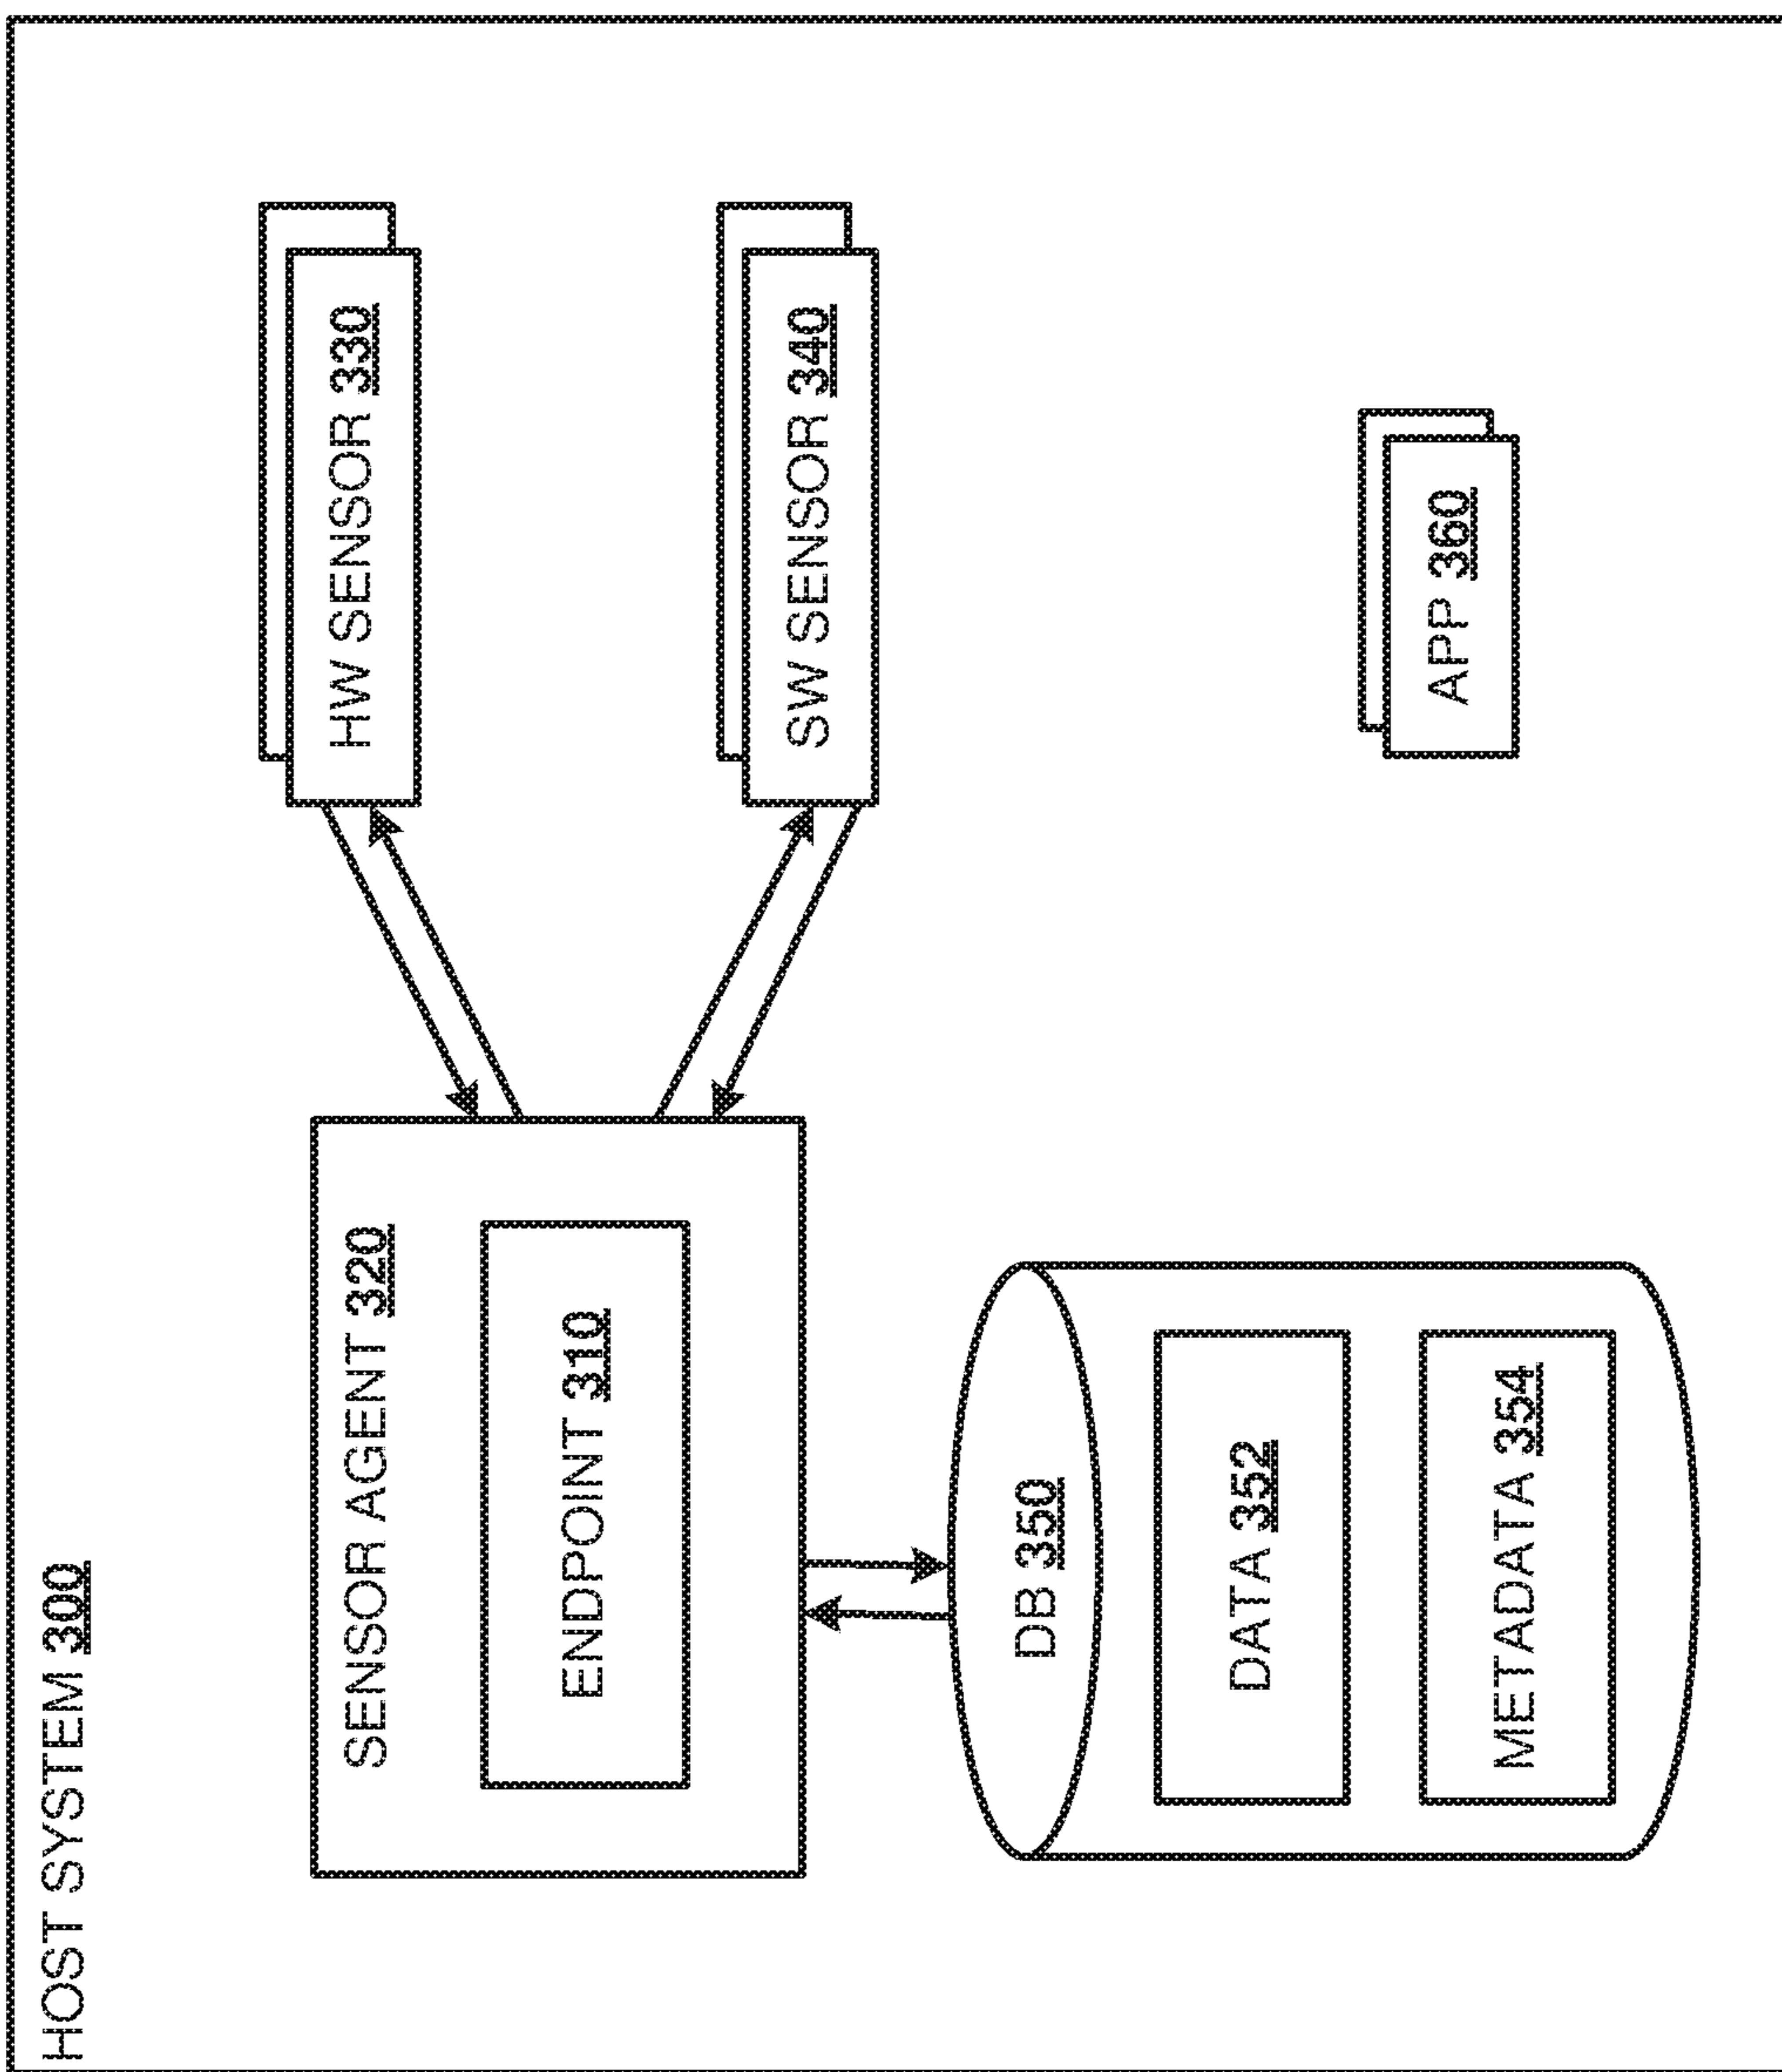 HOST SYSTEM 300
SENSOR AGENT 320
ENDPOINT 310
HW SENSOR 330
SW SENSOR 340
DB 350
DATA 352
METADATA 354
APP 360